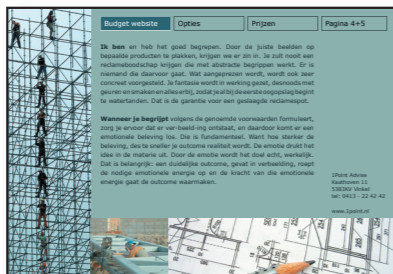 Budget website
Opties
Prijzen
Pagina 4+5
Ik ben en heb het goed begrepen. Door de juiste beelden op
bepaalde producten te plakken, krijgen we er zin in. Je zult nooit een
reclameboodschap krijgen die met abstracte begrippen werkt. Er is
niemand die daarvoor gaat. Wat aangeprezen wordt, wordt ook zeer
concreet voorgesteld. Je fantasie wordt in werking gezet, desnoods met
geuren en smaken en alles erbij, zodat je al bij de eerste oogopslag begint
te watertanden. Dat is de garantie voor een geslaagde reclamespot.
Wanneer je begrijpt volgens de genoemde voorwaarden formuleert,
zorg je ervoor dat er ver-beeld-ing ontstaat, en daardoor komt er een
emotionele beleving los. Die is fundamenteel. Want hoe sterker de
beleving, des te sneller je outcome realiteit wordt. De emotie drukt het
idee in de materie uit. Door de emotie wordt het doel echt, werkelijk.
Dat is belangrijk: een duidelijke outcome, gevat in verbeelding, roept
de nodige emotionele energie op en de kracht van die emotionele
energie gaat de outcome waarmaken.
1Point Advise
Kasthoven 11
5383KV Vinkel
tel: 0413 - 22 42 42
www.1point.nl